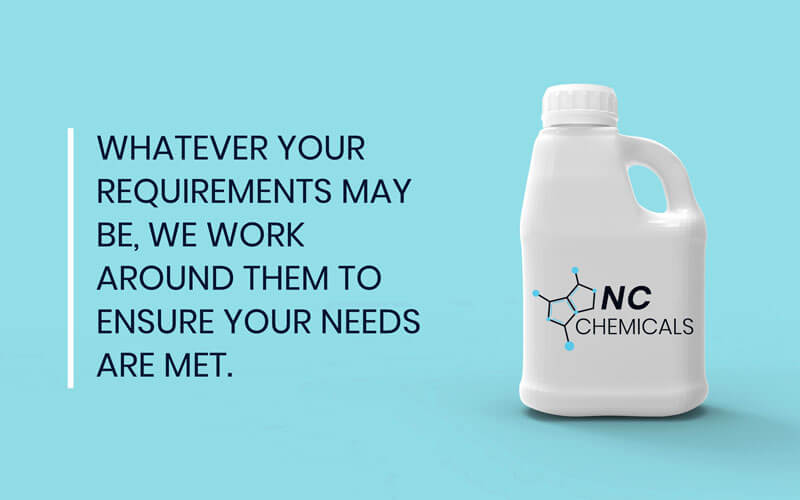 WHATEVER YOUR
REQUIREMENTS MAY
BE, WE WORK
AROUND THEM TO
ENSURE YOUR NEEDS
ARE MET.
NC
CHEMICALS